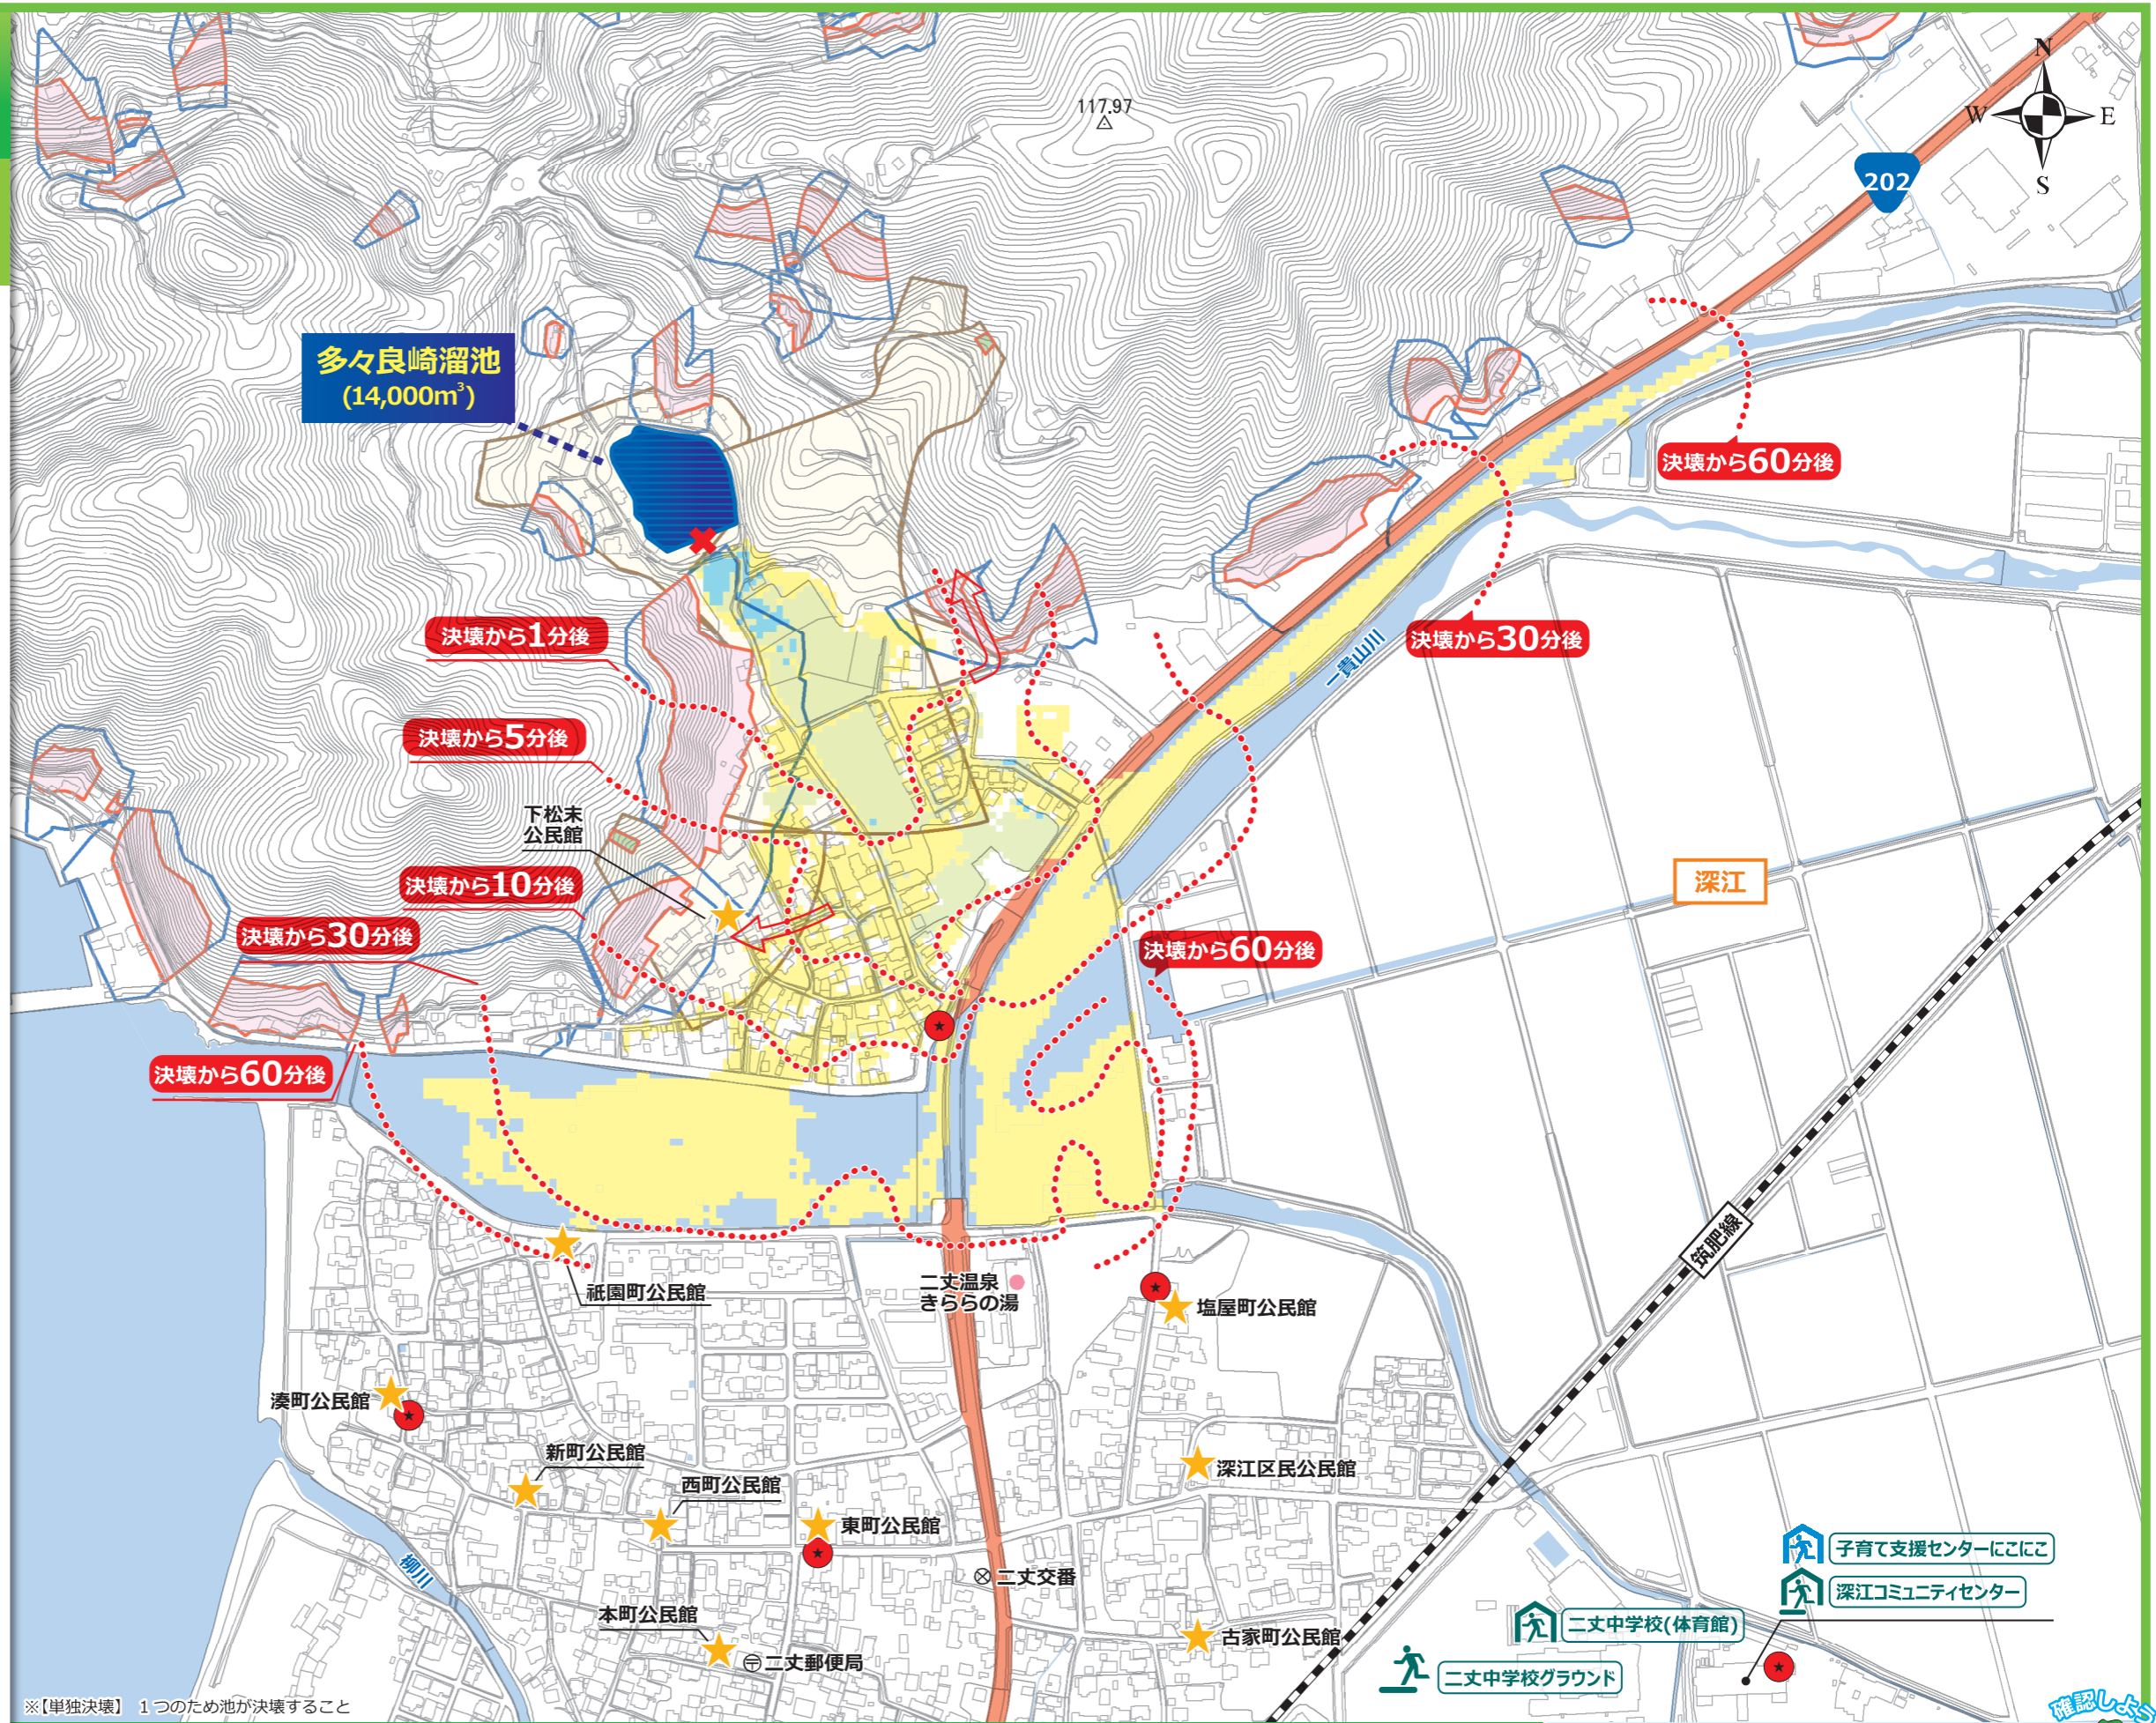 117.97
N
W
E
S
202
多々良崎溜池
(14,000m³)
決壊から60分後
決壊から1分後
決壊から30分後
一貴山川
決壊から5分後
下松末
公民館
決壊から10分後
深江
決壊から30分後
決壊から60分後
決壊から60分後
筑肥線
祇園町公民館
二丈温泉
きららの湯
塩屋町公民館
湊町公民館
新町公民館
深江区民公民館
西町公民館
東町公民館
子育て支援センターにこにこ
柳川
二丈交番
深江コミュニティセンター
本町公民館
二丈中学校(体育館)
古家町公民館
二丈郵便局
二丈中学校グラウンド
※【単独決壊】 1つのため池が決壊すること
確認しよう